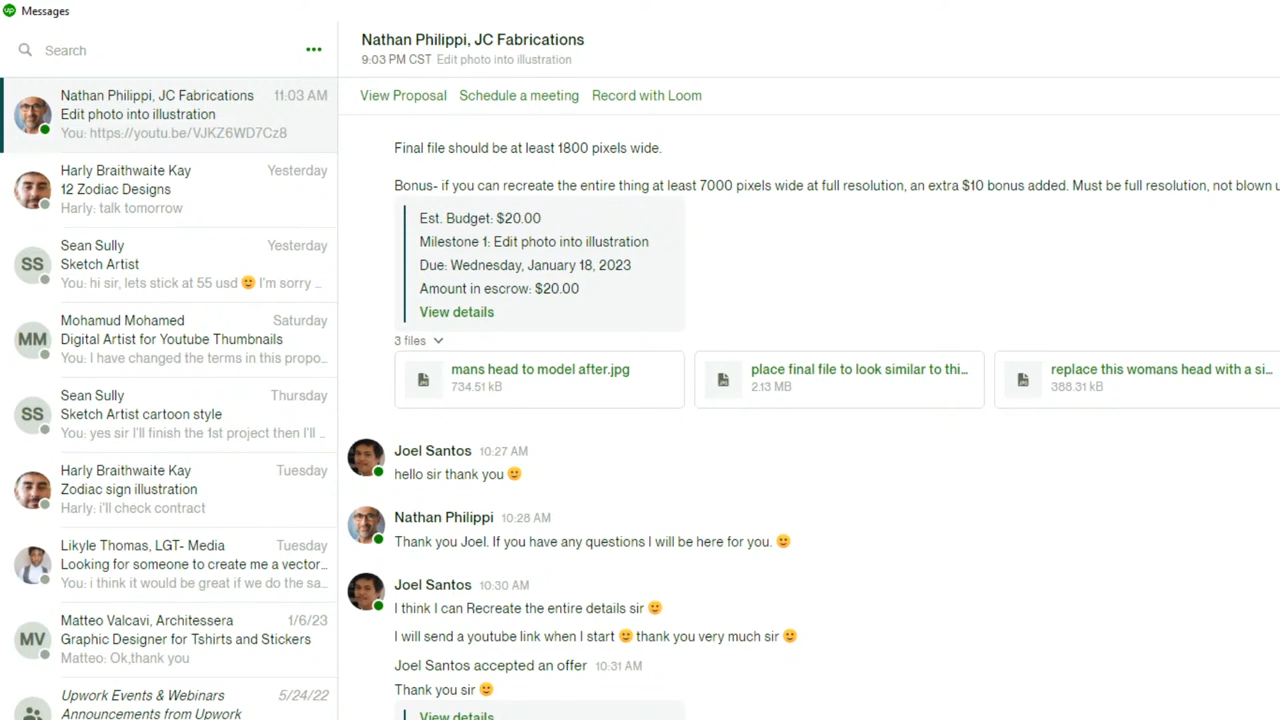 up Messages
Search
Nathan Philippi, JC Fabrications 11:03 AM
Edit photo into illustration
You: https://youtu.be/VJKZ6WD7Cz8
Harly Braithwaite Kay Yesterday
12 Zodiac Designs
Harly: talk tomorrow
SS
Sean Sully Yesterday
Sketch Artist
You: hi sir, lets stick at 55 usd 🙂 I'm sorry ...
MM
Mohamud Mohamed Saturday
Digital Artist for Youtube Thumbnails
You: I have changed the terms in this propo...
SS
Sean Sully Thursday
Sketch Artist cartoon style
You: yes sir I'll finish the 1st project then I'll ...
Harly Braithwaite Kay Tuesday
Zodiac sign illustration
Harly: i'll check contract
Likyle Thomas, LGT- Media Tuesday
Looking for someone to create me a vector...
You: i think it would be great if we do the sa...
MV
Matteo Valcavi, Architessera 1/6/23
Graphic Designer for Tshirts and Stickers
Matteo: Ok,thank you
Upwork Events & Webinars 5/24/22
Announcements from Upwork
Nathan Philippi, JC Fabrications
9:03 PM CST Edit photo into illustration
View Proposal Schedule a meeting Record with Loom
Final file should be at least 1800 pixels wide.
Bonus- if you can recreate the entire thing at least 7000 pixels wide at full resolution, an extra $10 bonus added. Must be full resolution, not blown
Est. Budget: $20.00
Milestone 1: Edit photo into illustration
Due: Wednesday, January 18, 2023
Amount in escrow: $20.00
View details
3 files
mans head to model after.jpg
734.51 kB
place final file to look similar to thi...
2.13 MB
replace this womans head with a si...
388.31 kB
Joel Santos 10:27 AM
hello sir thank you 🙂
Nathan Philippi 10:28 AM
Thank you Joel. If you have any questions I will be here for you. 🙂
Joel Santos 10:30 AM
I think I can Recreate the entire details sir 🙂
I will send a youtube link when I start 🙂 thank you very much sir 🙂
Joel Santos accepted an offer 10:31 AM
Thank you sir 🙂
View details